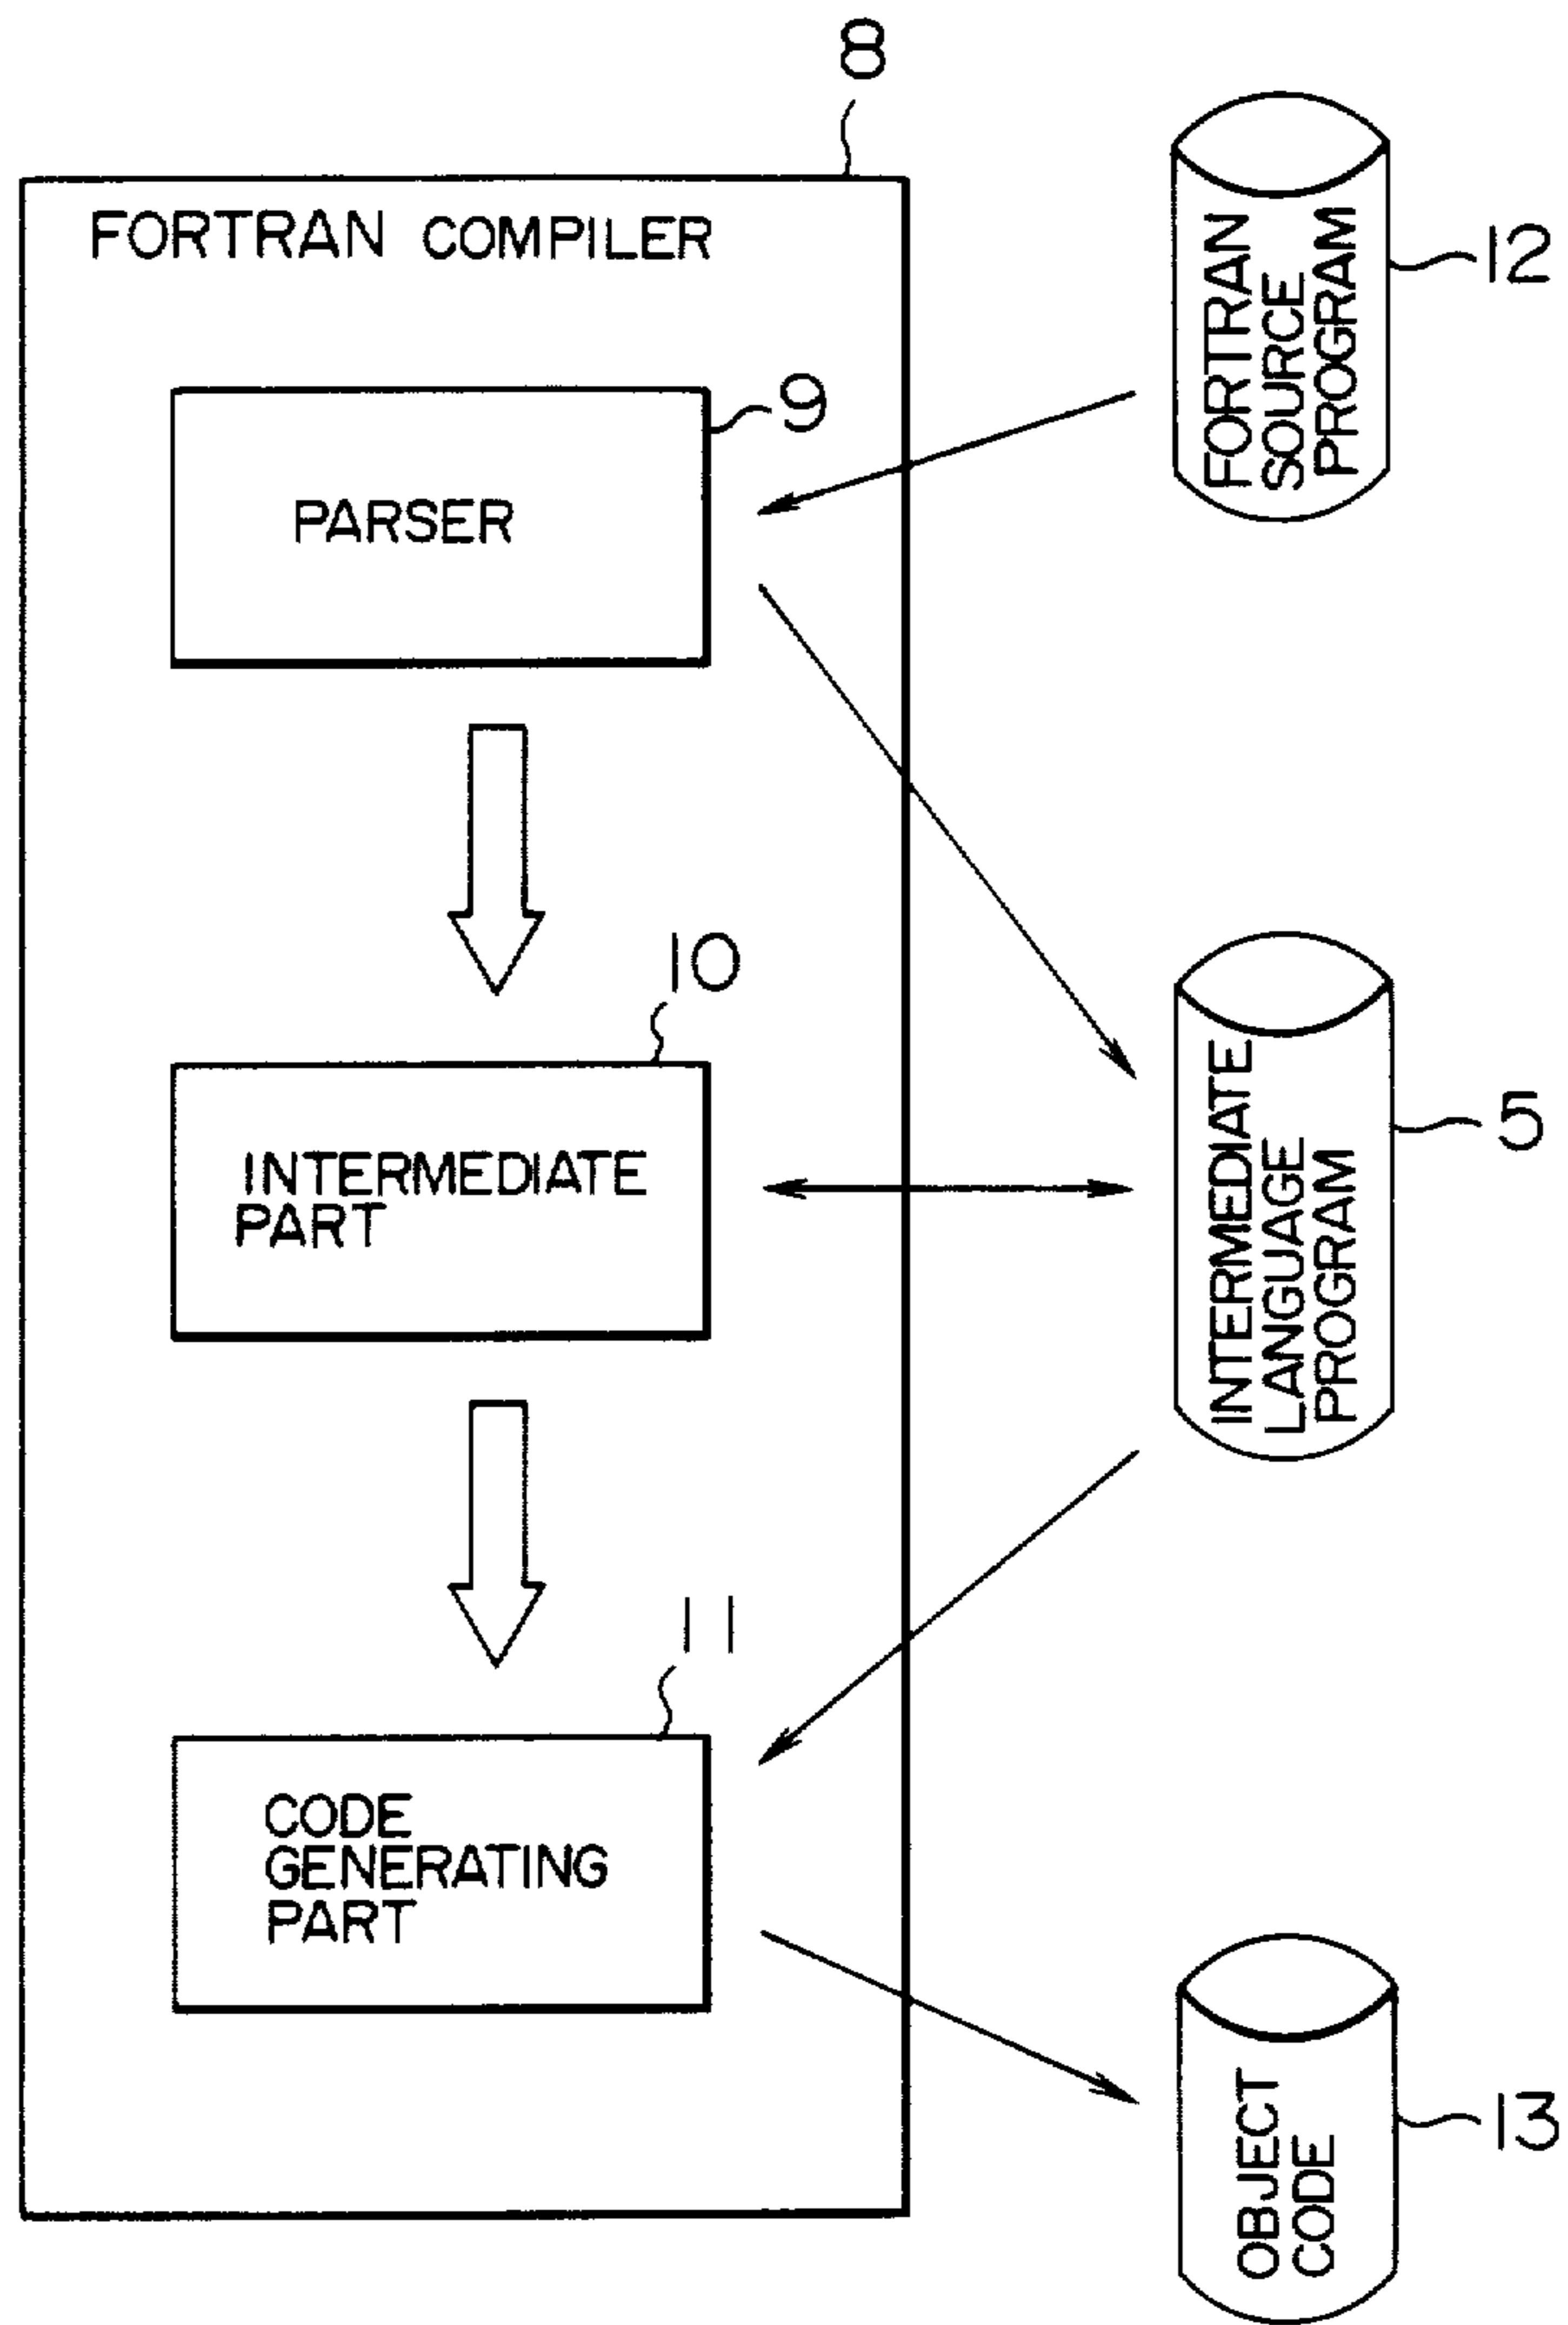 8
FORTRAN COMPILER
FORTRAN
SOURCE
PROGRAM
12
9
PARSER
10
INTERMEDIATE
PART
INTERMEDIATE
LANGUAGE
PROGRAM
5
11
CODE
GENERATING
PART
OBJECT
CODE
13